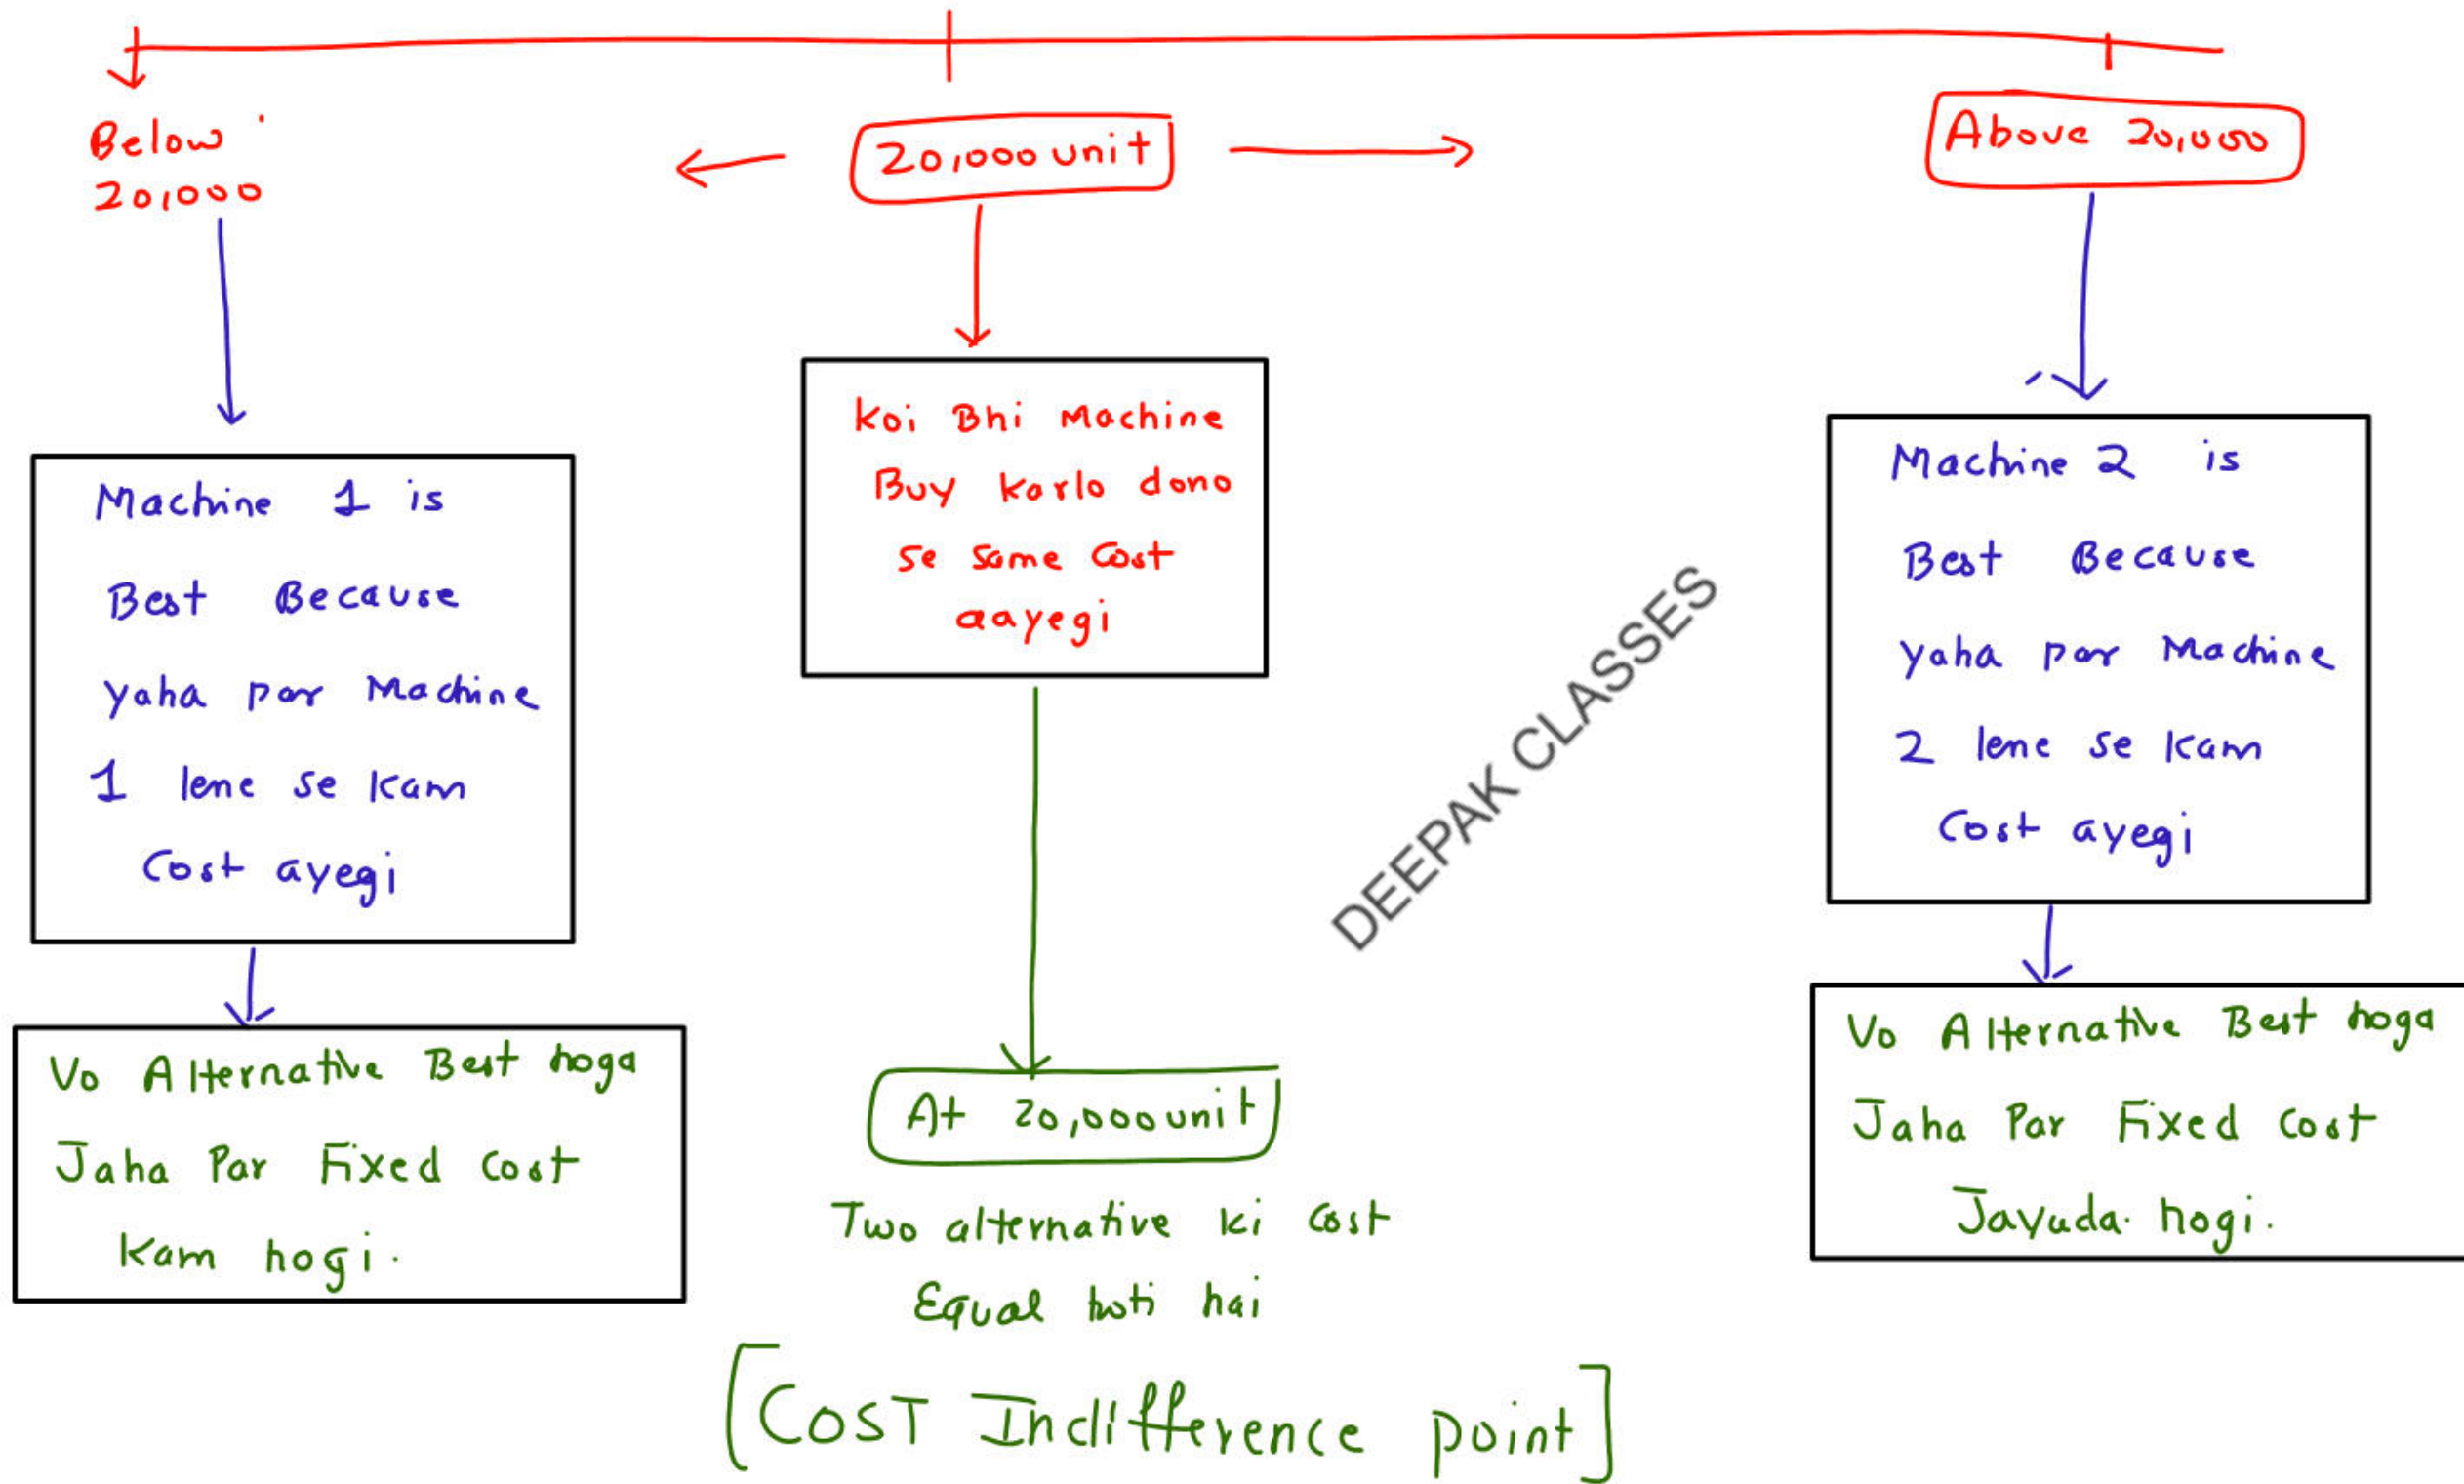 Below
20,000
20,000 unit
Above 20,000
Machine 1 is
Best Because
yaha par Machine
1 lene se kam
Cost ayegi
Koi Bhi Machine
Buy karlo dono
se same Cost
aayegi
Machine 2 is
Best Because
yaha par Machine
2 lene se kam
Cost ayegi
Vo Alternative Best hoga
Jaha Par Fixed Cost
Kam hogi.
At 20,000 unit
Two alternative ki cost
Equal hoti hai
[COST Indifference point]
Vo Alternative Best hoga
Jaha Par Fixed Cost
Jayuda. hogi.
DEEPAK CLASSES